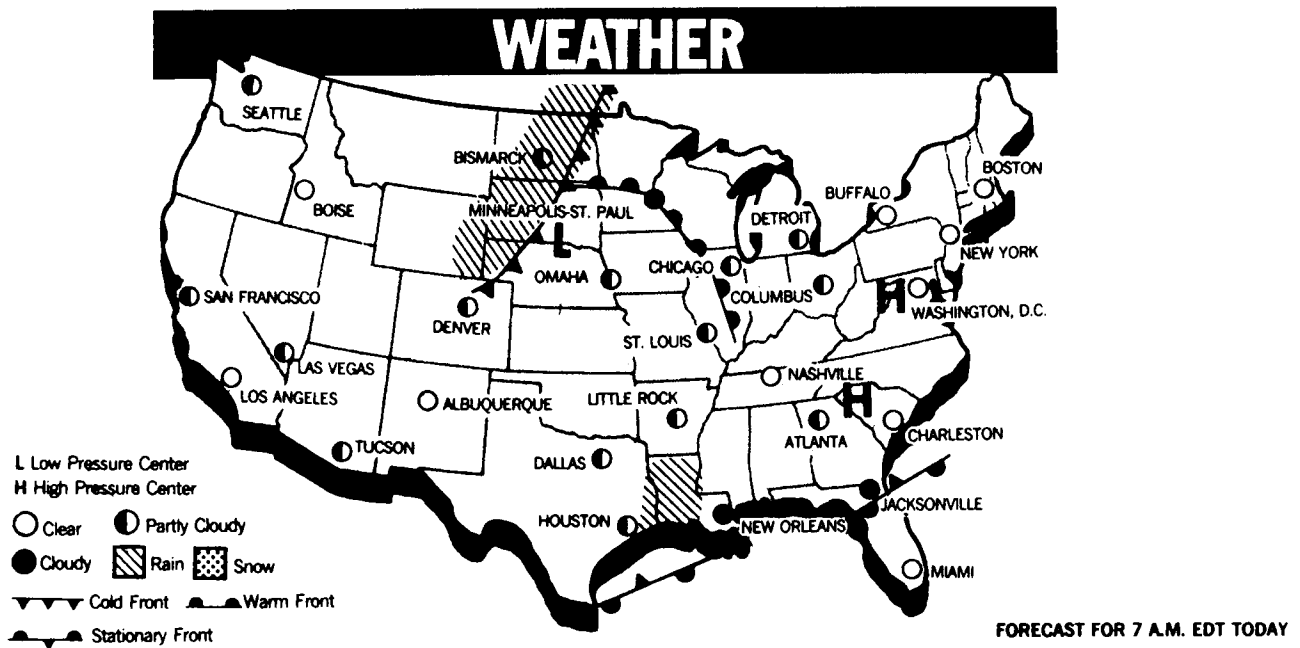 WEATHER
SEATTLE
BISMARCK
BOSTON
BUFFALO
BOISE
MINNEAPOLIS-ST. PAUL
DETROIT
NEW YORK
L
CHICAGO
OMAHA
SAN FRANCISCO
COLUMBUS
H
WASHINGTON, D.C.
DENVER
ST. LOUIS
LAS VEGAS
NASHVILLE
LOS ANGELES
ALBUQUERQUE
LITTLE ROCK
H
CHARLESTON
ATLANTA
TUCSON
DALLAS
L Low Pressure Center
H High Pressure Center
JACKSONVILLE
HOUSTON
NEW ORLEANS
Clear
Partly Cloudy
Cloudy
Rain
Snow
MIAMI
Cold Front
Warm Front
Stationary Front
FORECAST FOR 7 A.M. EDT TODAY